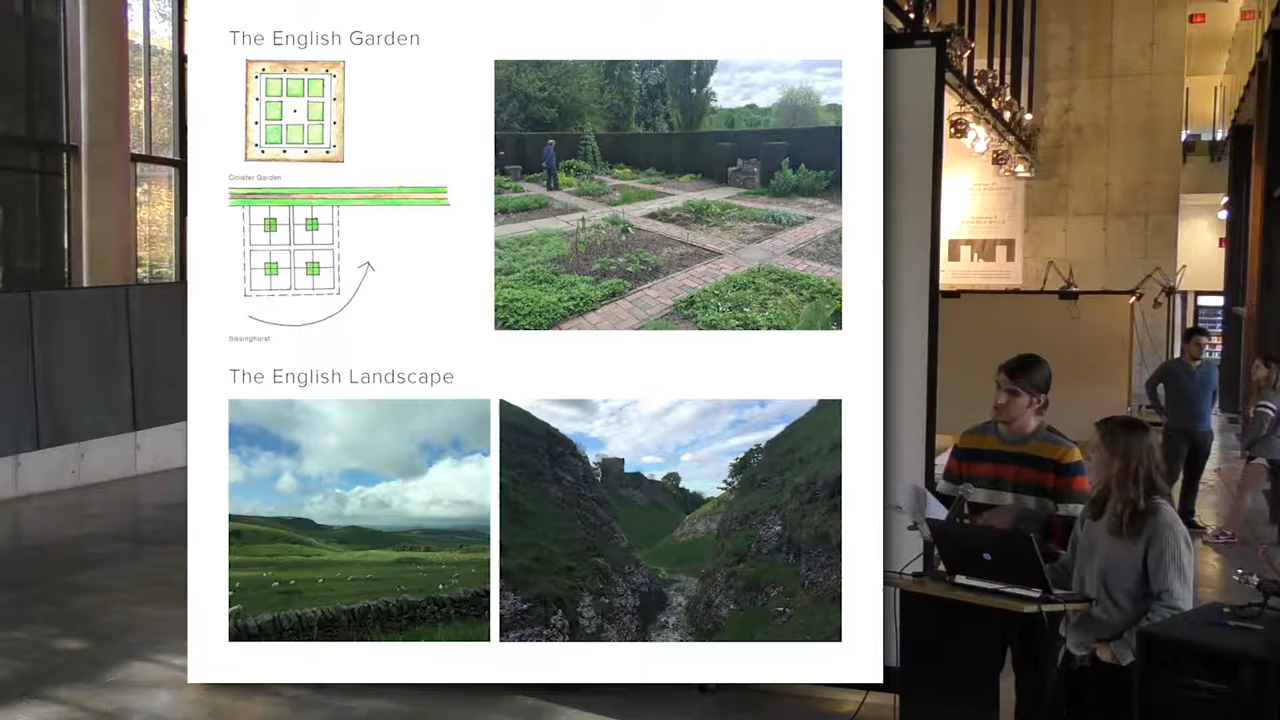 The English Garden
Cloister Garden
Sissinghurst
The English Landscape